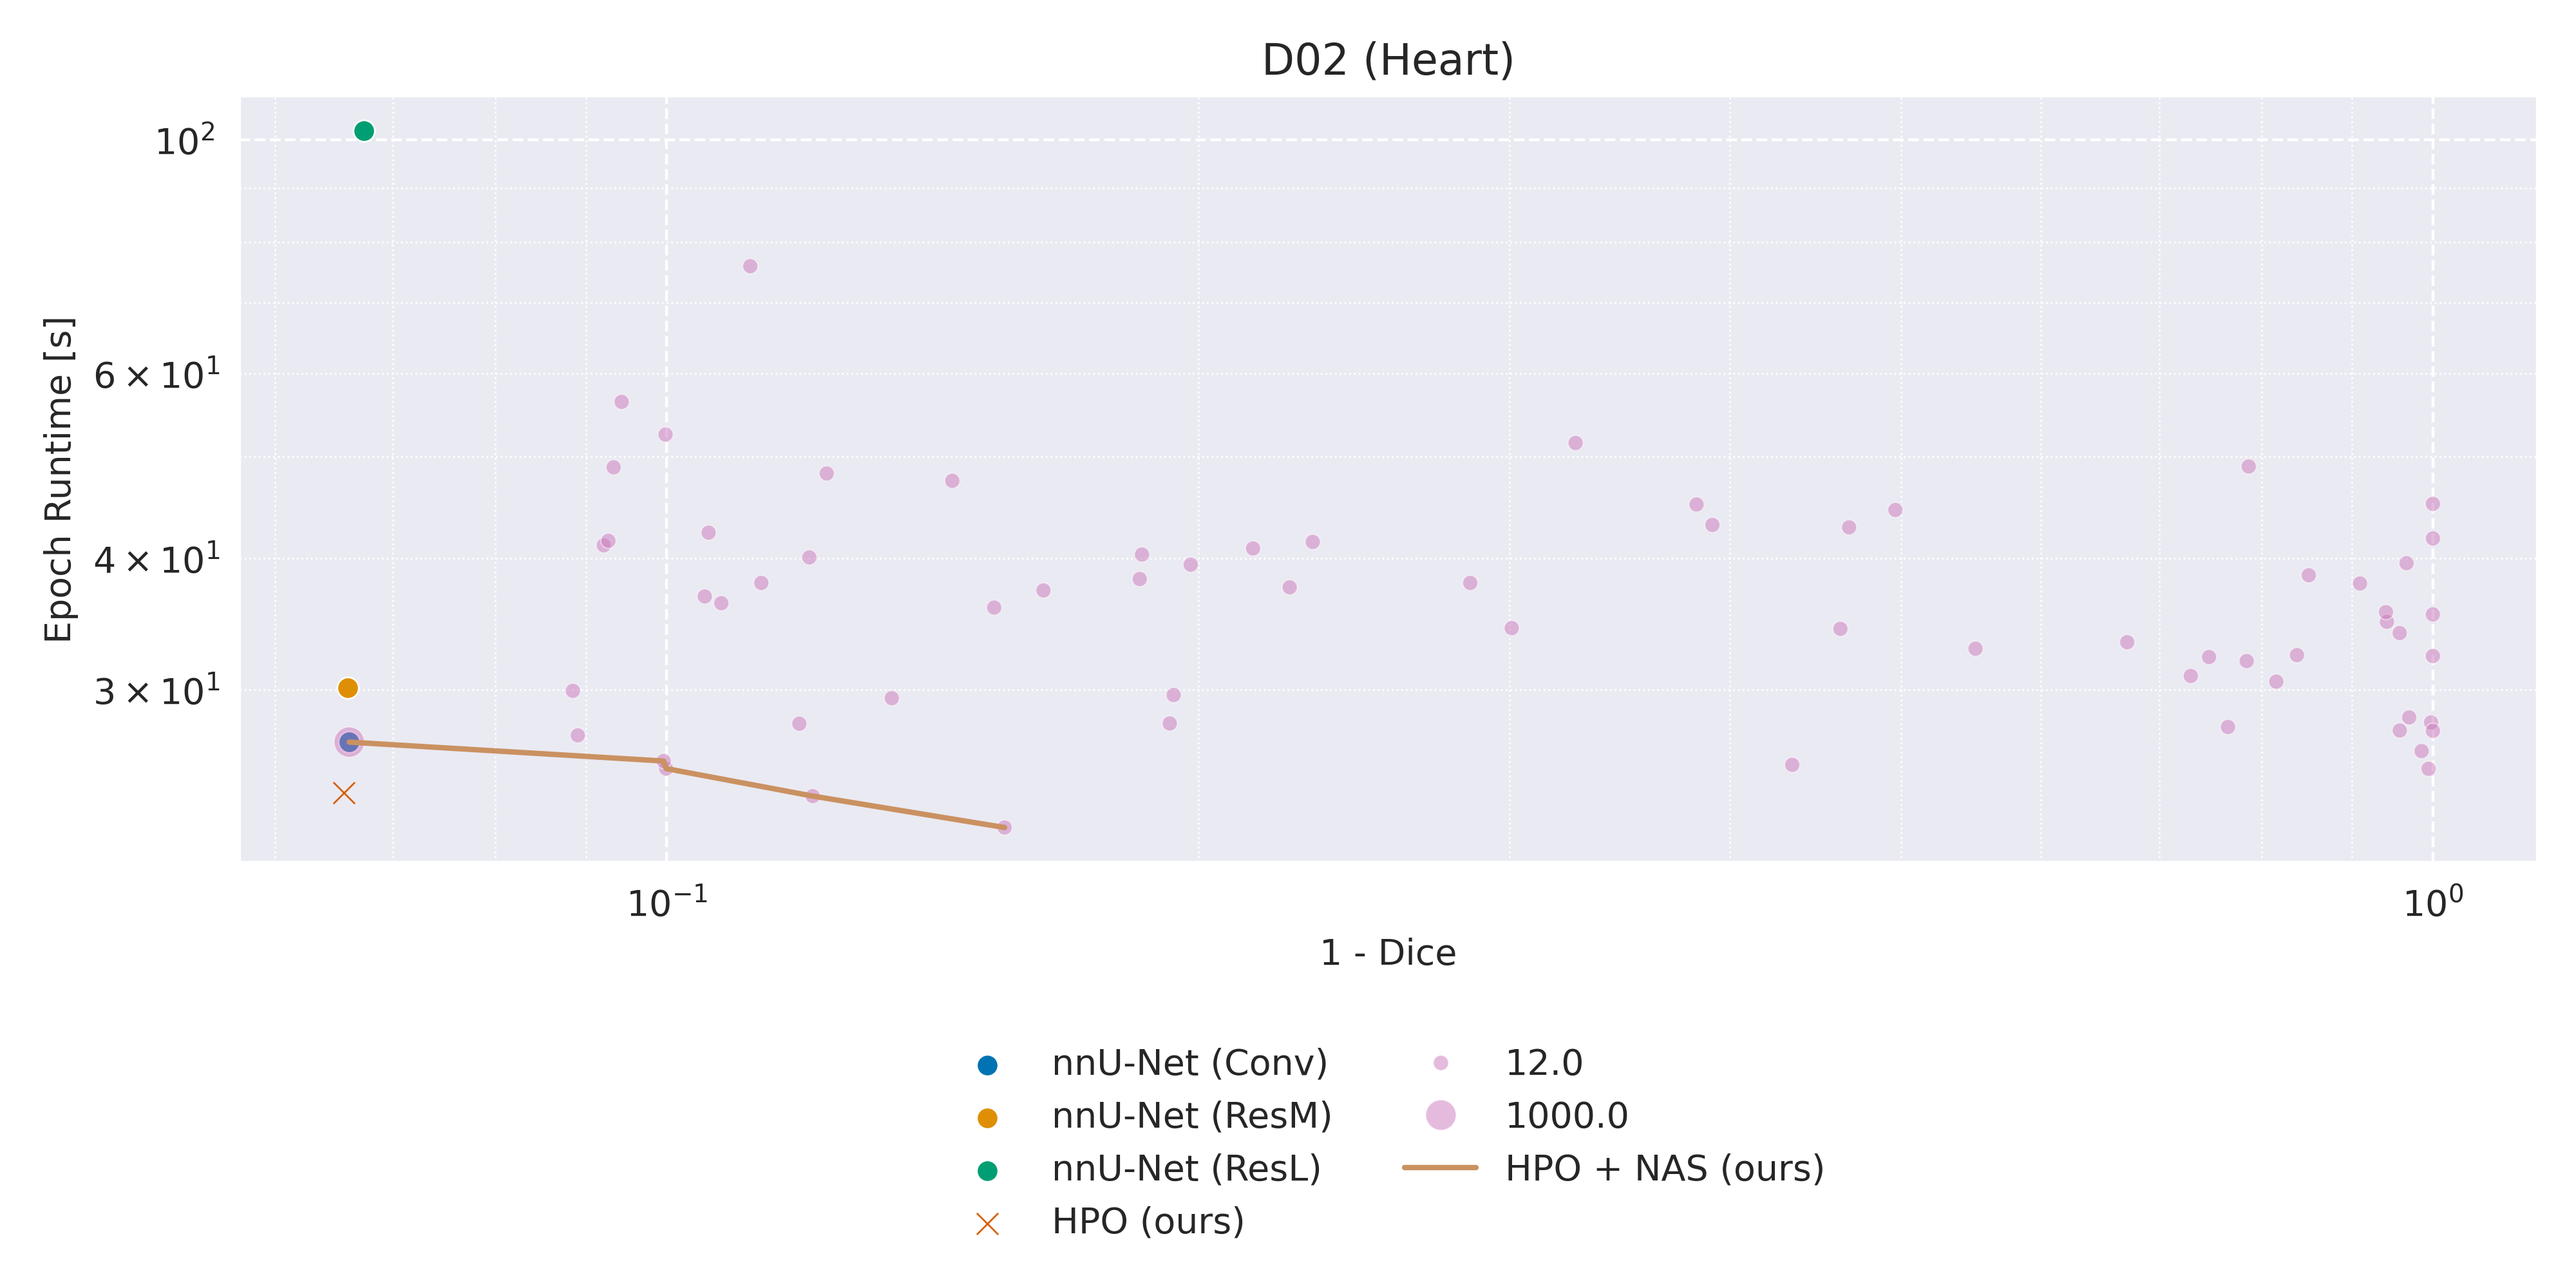 D02 (Heart)
Epoch Runtime [s]
10²
6 × 10¹
4 × 10¹
3 × 10¹
10⁻¹
10⁰
1 - Dice
nnU-Net (Conv)
nnU-Net (ResM)
nnU-Net (ResL)
HPO (ours)
12.0
1000.0
HPO + NAS (ours)